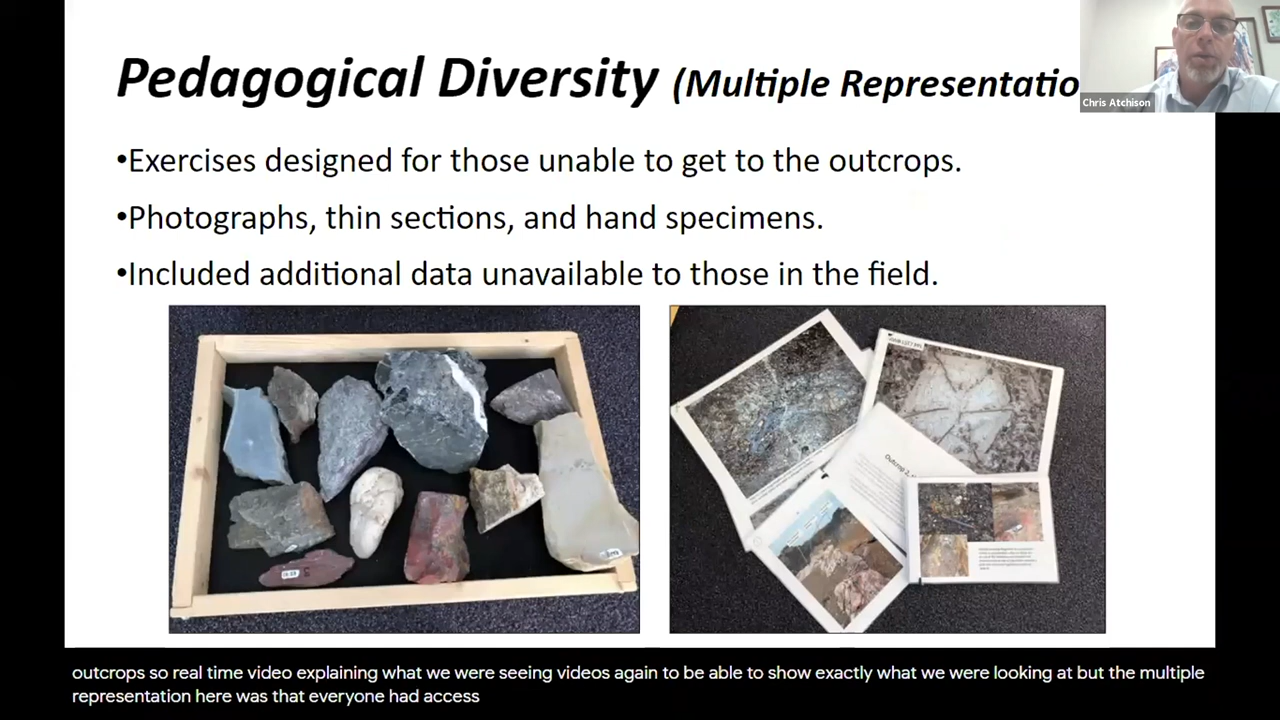 Pedagogical Diversity (Multiple Representatio
Chris Atchison
•Exercises designed for those unable to get to the outcrops.
•Photographs, thin sections, and hand specimens.
•Included additional data unavailable to those in the field.
outcrops so real time video explaining what we were seeing videos again to be able to show exactly what we were looking at but the multiple
representation here was that everyone had access